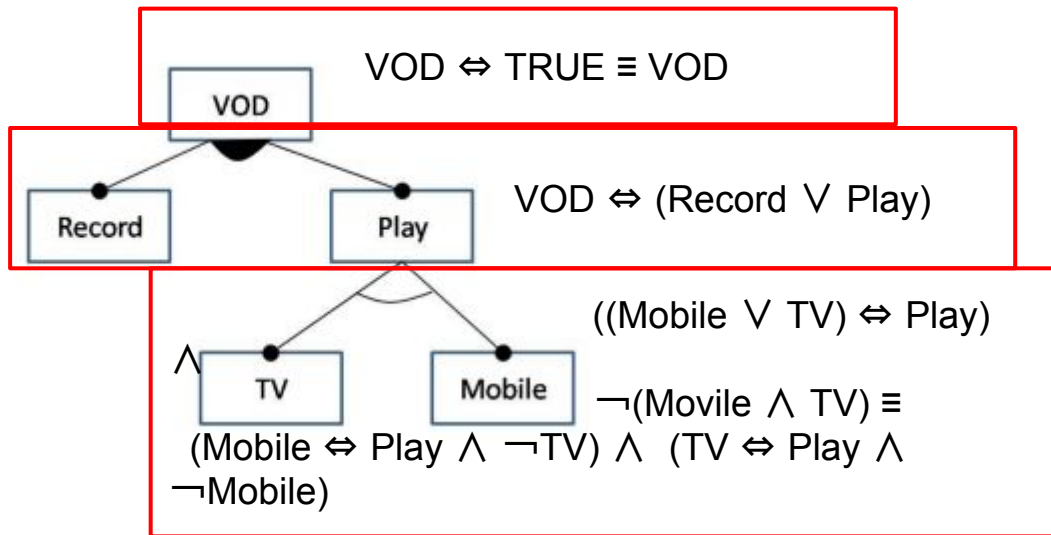 VOD ⇔ TRUE ≡ VOD
VOD
Record
Play
VOD ⇔ (Record ∨ Play)
((Mobile ∨ TV) ⇔ Play)
∧
TV
Mobile
¬(Movile ∧ TV) ≡
(Mobile ⇔ Play ∧ ¬TV) ∧ (TV ⇔ Play ∧
¬Mobile)